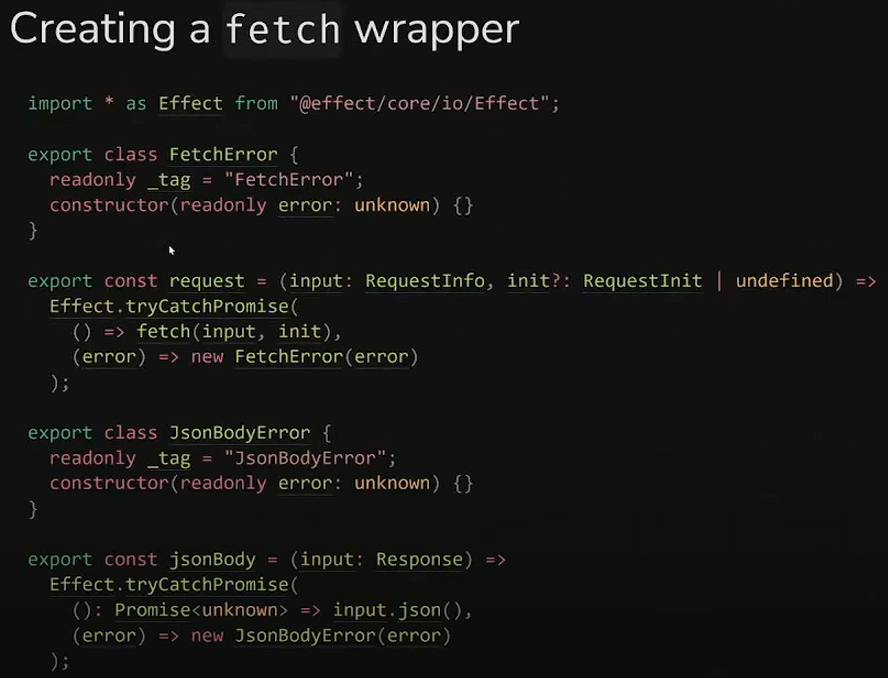 Creating a fetch wrapper
import * as Effect from "@effect/core/io/Effect";
export class FetchError {
readonly _tag = "FetchError";
constructor(readonly error: unknown) {}
}
export const request = (input: RequestInfo, init?: RequestInit | undefined) =>
Effect.tryCatchPromise(
() => fetch(input, init),
(error) => new FetchError(error)
);
export class JsonBodyError {
readonly _tag = "JsonBodyError";
constructor(readonly error: unknown) {}
}
export const jsonBody = (input: Response) =>
Effect.tryCatchPromise(
(): Promise<unknown> => input.json(),
(error) => new JsonBodyError(error)
);